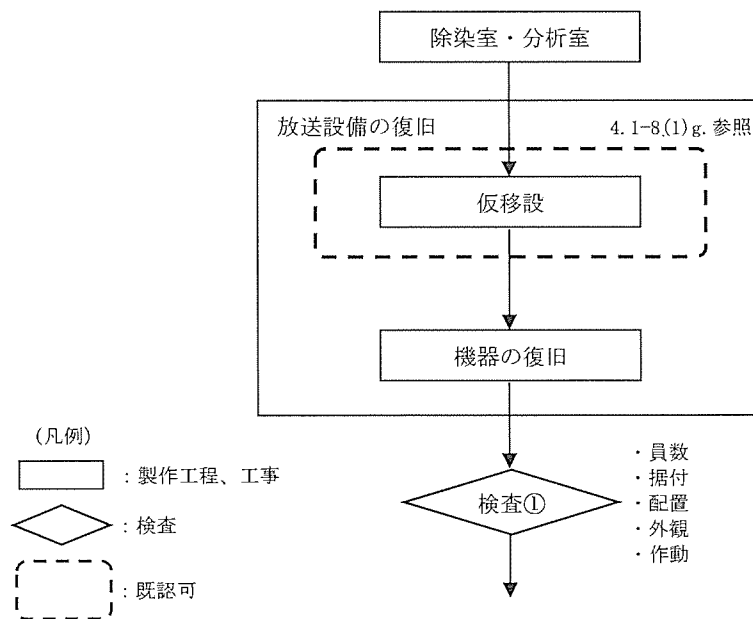 除染室・分析室
放送設備の復旧
4.1-8.(1)g.参照
仮移設
機器の復旧
検査①
・員数
・据付
・配置
・外観
・作動
(凡例)
：製作工程、工事
：検査
：既認可